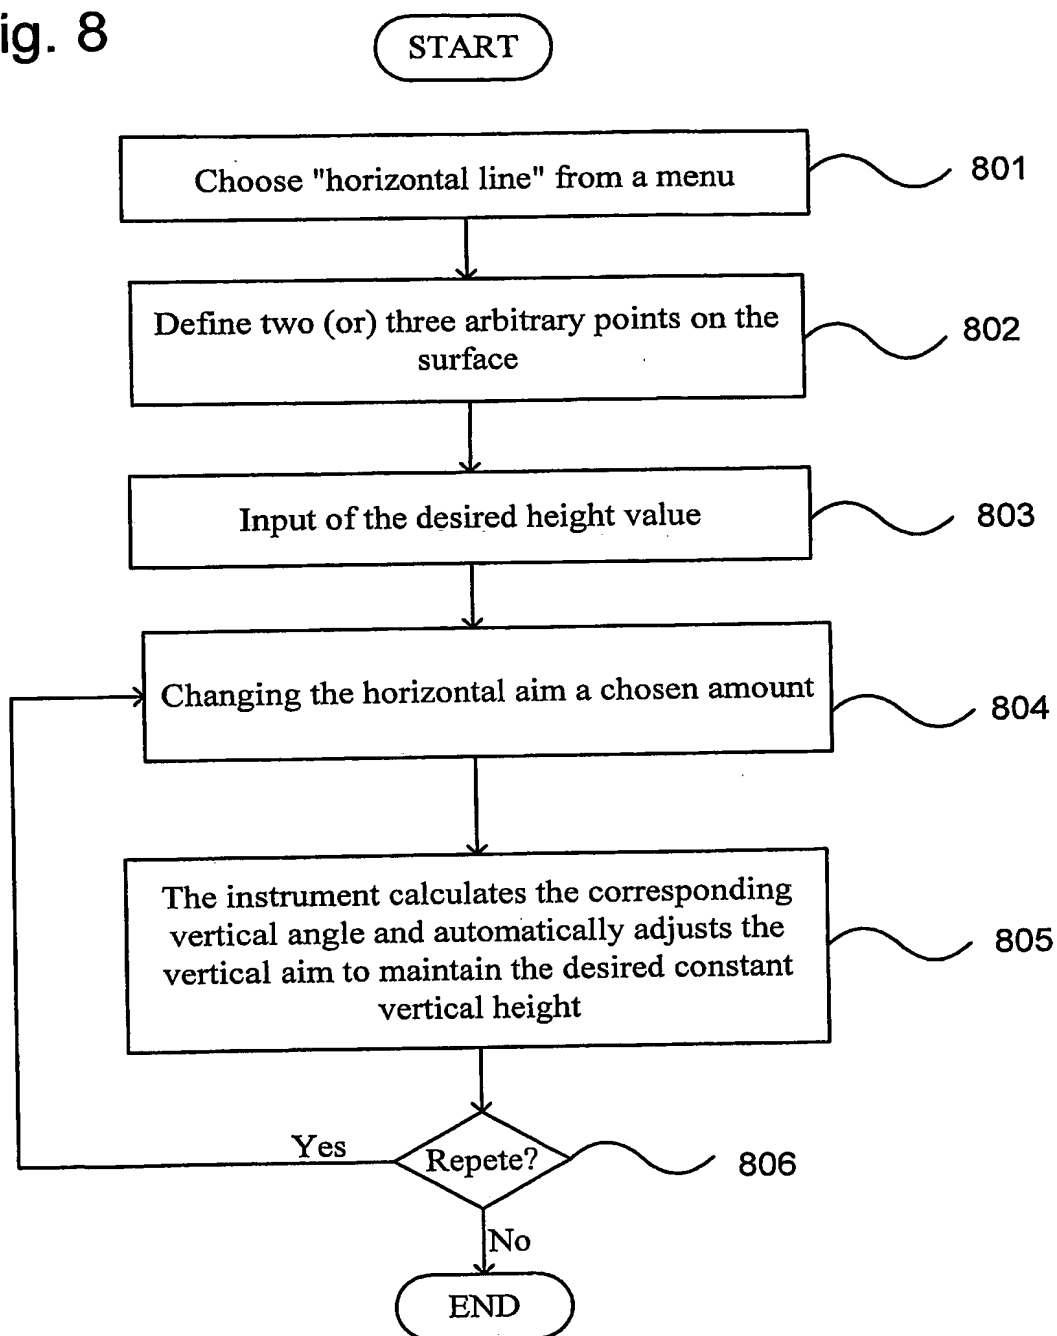 ig. 8
START
Choose "horizontal line" from a menu
801
Define two (or) three arbitrary points on the
surface
802
Input of the desired height value
803
Changing the horizontal aim a chosen amount
804
The instrument calculates the corresponding
vertical angle and automatically adjusts the
vertical aim to maintain the desired constant
vertical height
805
Yes
Repete?
806
No
END